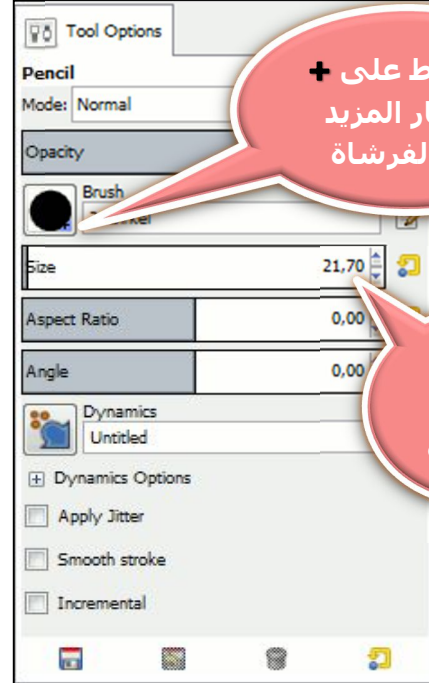 Tool Options
Pencil
Mode: Normal
Opacity
على +
المزيد
الفرشاة
Brush
Size 21,70
Aspect Ratio 0,00
Angle 0,00
Dynamics
Untitled
Dynamics Options
Apply Jitter
Smooth stroke
Incremental